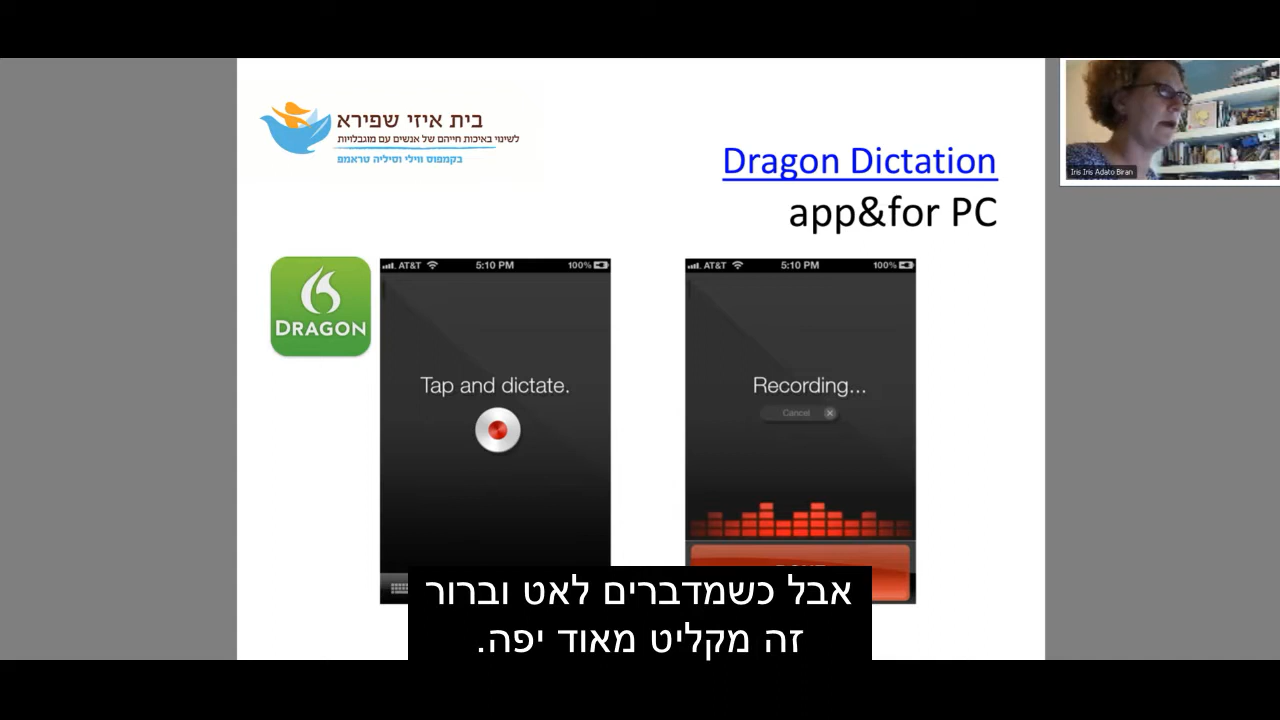 בית איזי שפירא
לשינוי באיכות חייהם של אנשים עם מוגבלויות
בקמפוס ווילי וסיליה טראמפ
Dragon Dictation
app&for PC
Iris Iris Adato Biran
DRAGON
AT&T 5:10 PM 100%
Tap and dictate.
AT&T 5:10 PM 100%
Recording...
Cancel
אבל כשמדברים לאט וברור
זה מקליט מאוד יפה.